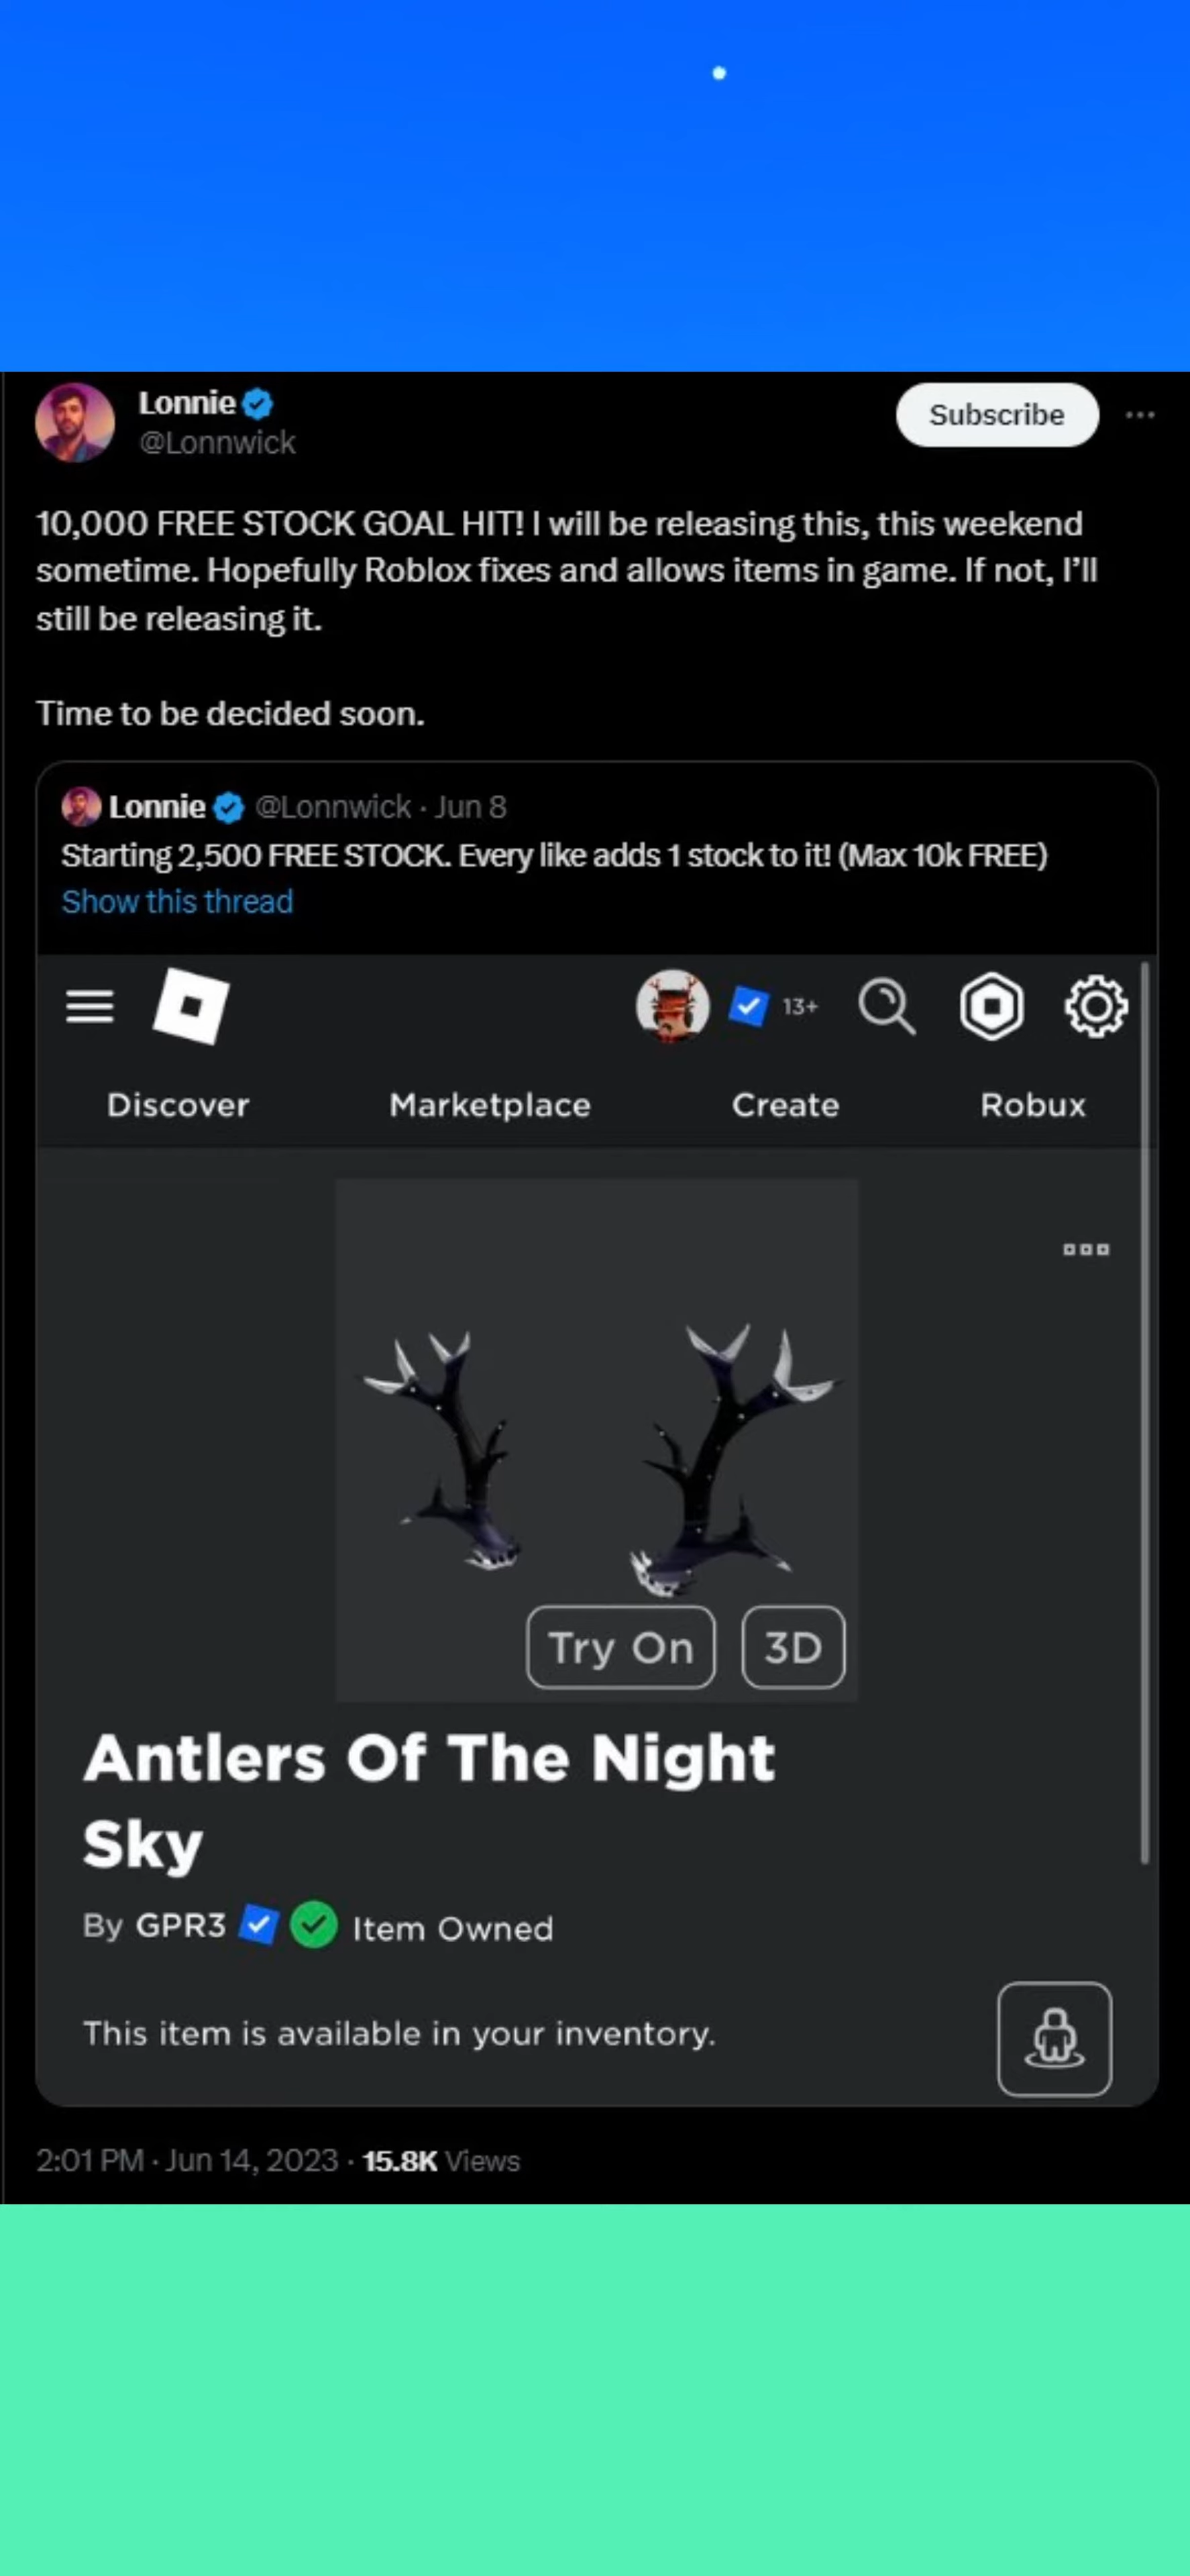 Lonnie
@Lonnwick
Subscribe
10,000 FREE STOCK GOAL HIT! I will be releasing this, this weekend
sometime. Hopefully Roblox fixes and allows items in game. If not, I’ll
still be releasing it.
Time to be decided soon.
Lonnie @Lonnwick · Jun 8
Starting 2,500 FREE STOCK. Every like adds 1 stock to it! (Max 10k FREE)
Show this thread
13+
Discover Marketplace Create Robux
Try On 3D
Antlers Of The Night
Sky
By GPR3 Item Owned
This item is available in your inventory.
2:01 PM · Jun 14, 2023 · 15.8K Views